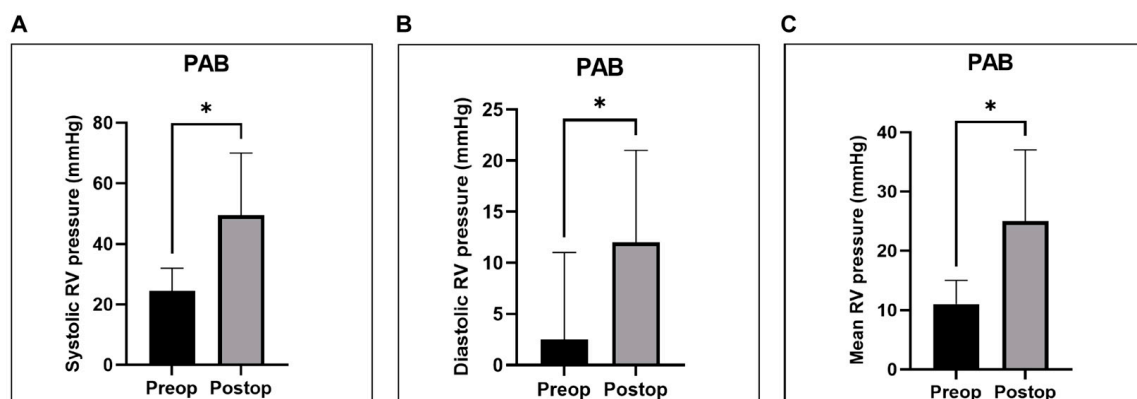 A
PAB
*
Systolic RV pressure (mmHg)
80
60
40
20
0
Preop Postop
B
PAB
*
Diastolic RV pressure (mmHg)
25
20
15
10
5
0
Preop Postop
C
PAB
*
Mean RV pressure (mmHg)
40
30
20
10
0
Preop Postop